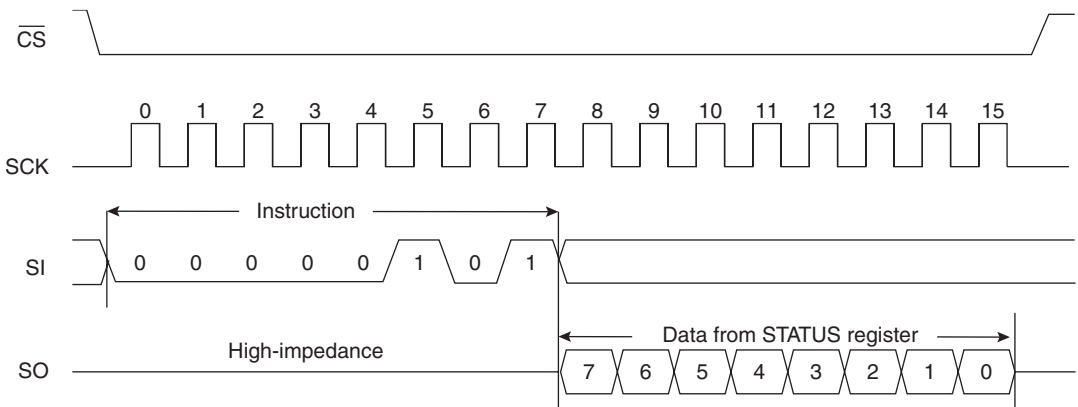 CS
0 1 2 3 4 5 6 7 8 9 10 11 12 13 14 15
SCK
Instruction
SI 0 0 0 0 0 1 0 1
Data from STATUS register
High-impedance
SO 7 6 5 4 3 2 1 0